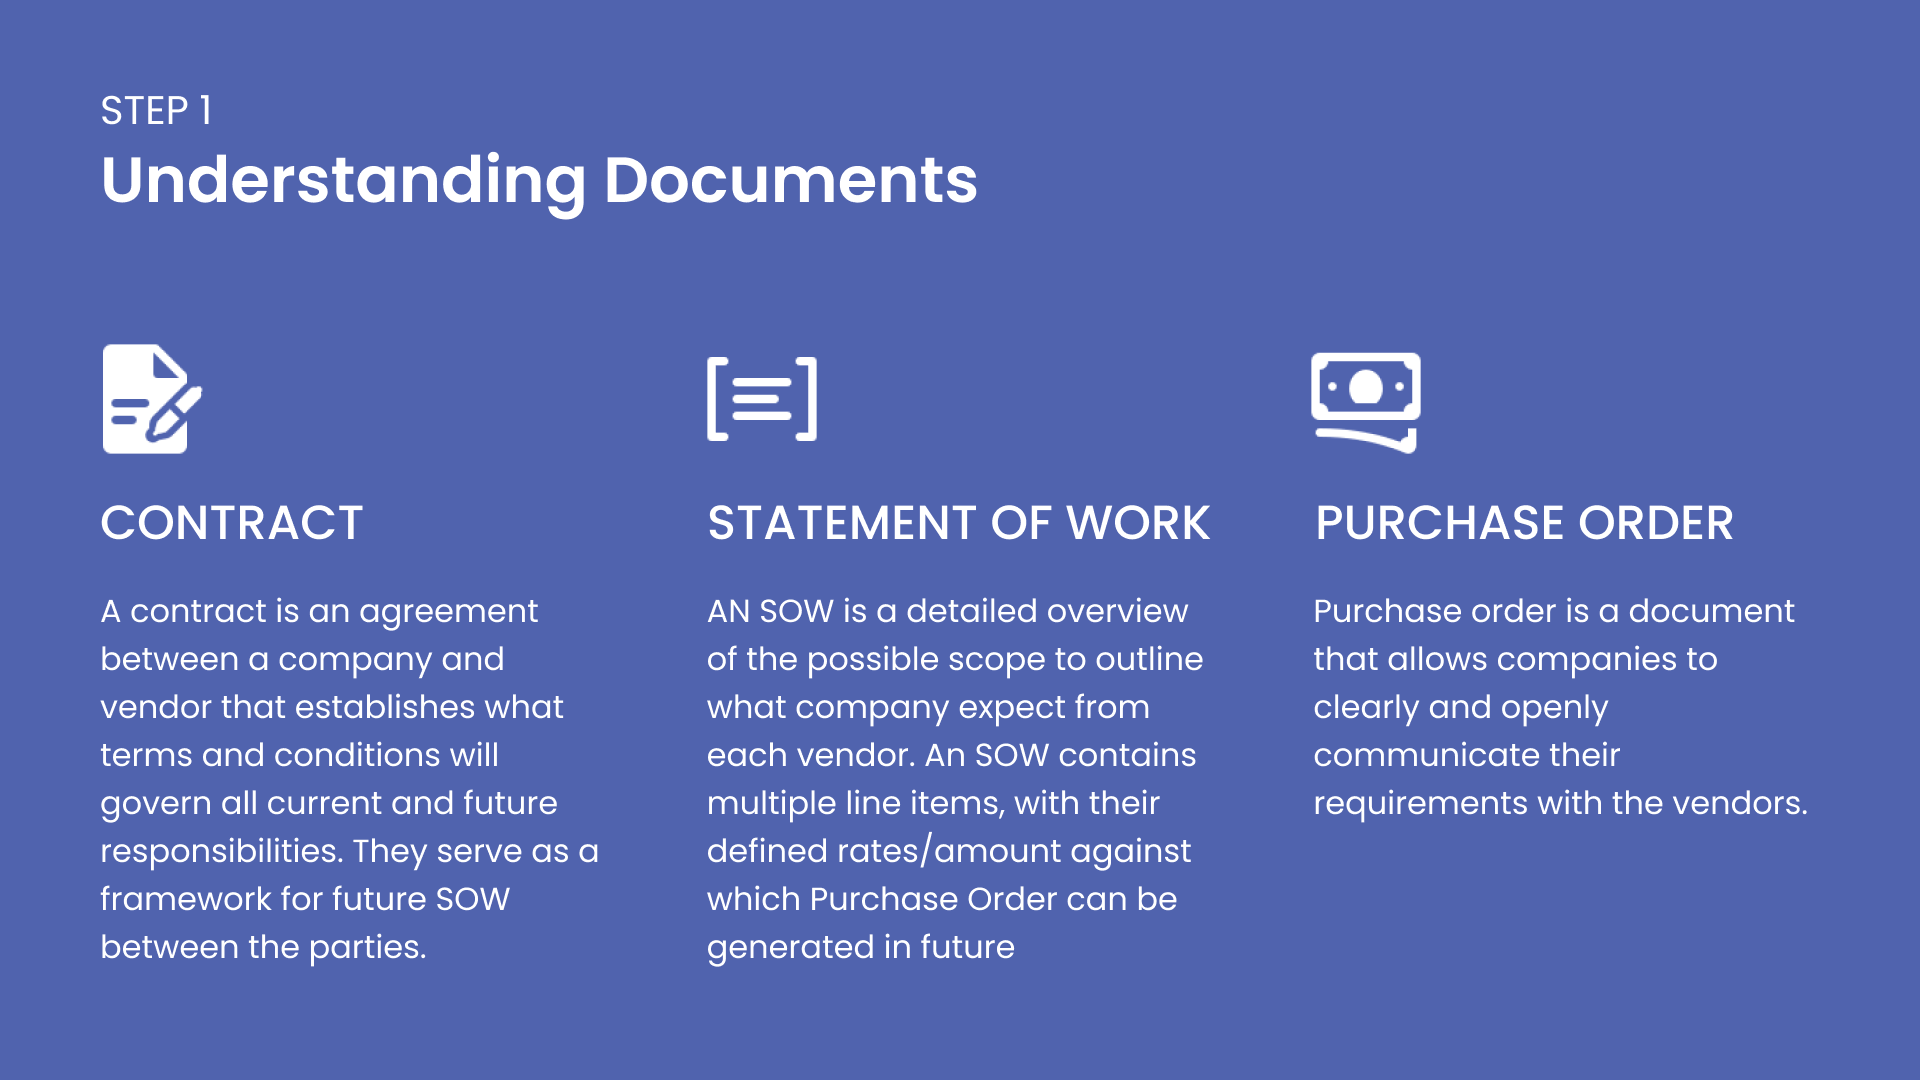 STEP 1
Understanding Documents
CONTRACT
A contract is an agreement
between a company and
vendor that establishes what
terms and conditions will
govern all current and future
responsibilities. They serve as a
framework for future SOW
between the parties.
STATEMENT OF WORK
AN SOW is a detailed overview
of the possible scope to outline
what company expect from
each vendor. An SOW contains
multiple line items, with their
defined rates/amount against
which Purchase Order can be
generated in future
PURCHASE ORDER
Purchase order is a document
that allows companies to
clearly and openly
communicate their
requirements with the vendors.